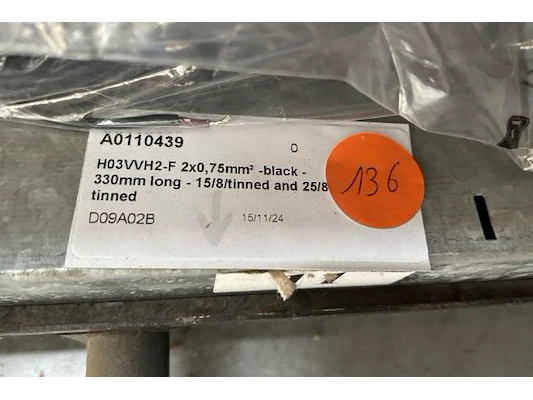 A0110439 0
H03VVH2-F 2x0,75mm² -black -
330mm long - 15/8/tinned and 25/8
tinned
D09A02B 15/11/24
136